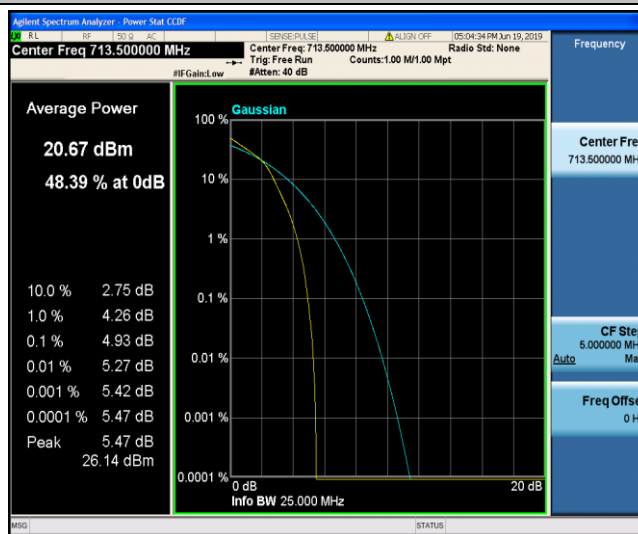 Agilent Spectrum Analyzer - Power Stat CCDF
RL RF 50 Ω AC SENSE:PULSE ALIGN OFF 05:04:34 PM Jun 19, 2019
Center Freq 713.500000 MHz
Center Freq: 713.500000 MHz Radio Std: None
Trig: Free Run Counts:1.00 M/1.00 Mpt
#IFGain:Low #Atten: 40 dB
Frequency
Average Power
20.67 dBm
48.39 % at 0dB
10.0 % 2.75 dB
1.0 % 4.26 dB
0.1 % 4.93 dB
0.01 % 5.27 dB
0.001 % 5.42 dB
0.0001 % 5.47 dB
Peak 5.47 dB
26.14 dBm
Gaussian
100 %
10 %
1 %
0.1 %
0.01 %
0.001 %
0.0001 %
0 dB 20 dB
Info BW 25.000 MHz
Center Fre
713.500000 MH
CF Ste
5.000000 MH
Auto Ma
Freq Offse
0 H
MSG STATUS